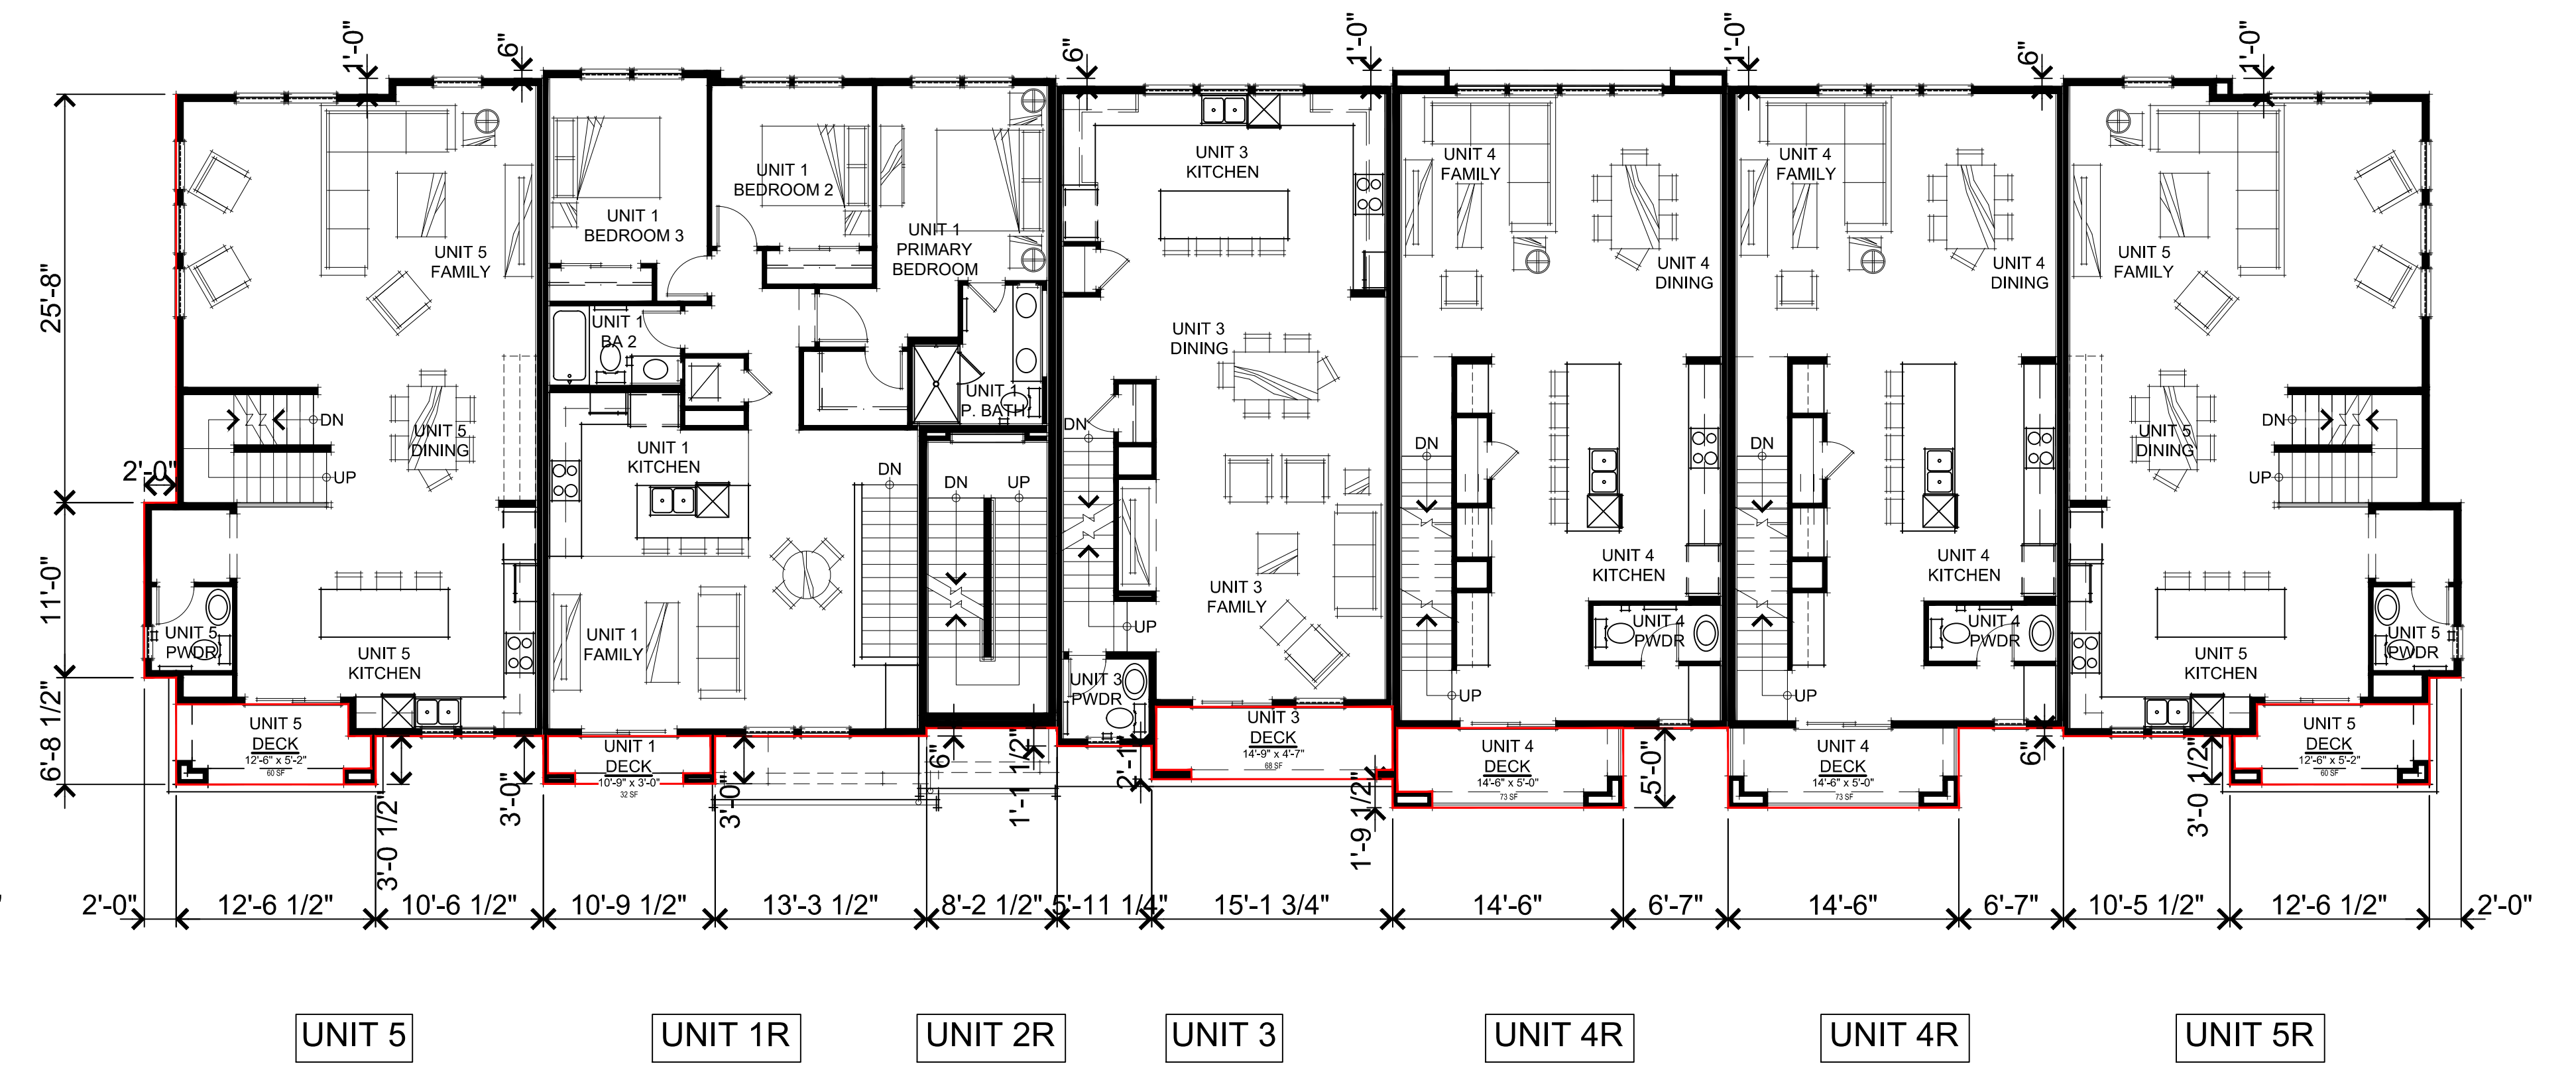 1'-0"
6"
6"
1'-0"
1'-0"
6"
1'-0"
25'-8"
2'-0"
11'-0"
6'-8 1/2"
UNIT 5
FAMILY
DN
UP
UNIT 5
DINING
UNIT 5
PWDR
UNIT 5
KITCHEN
UNIT 5
DECK
12'-6" x 5'-2"
60 SF
UNIT 1
BEDROOM 3
UNIT 1
BEDROOM 2
UNIT 1
PRIMARY
BEDROOM
UNIT 1
BA 2
UNIT 1
P. BATH
UNIT 1
KITCHEN
DN
UNIT 1
FAMILY
UNIT 1
DECK
10'-9" x 3'-0"
32 SF
DN
UP
UNIT 3
KITCHEN
UNIT 3
DINING
DN
UNIT 3
FAMILY
UP
UNIT 3
PWDR
UNIT 3
DECK
14'-9" x 4'-7"
68 SF
UNIT 4
FAMILY
UNIT 4
DINING
DN
UNIT 4
KITCHEN
UNIT 4
PWDR
UP
UNIT 4
DECK
14'-6" x 5'-0"
73 SF
UNIT 4
FAMILY
UNIT 4
DINING
DN
UNIT 4
KITCHEN
UNIT 4
PWDR
UP
UNIT 4
DECK
14'-6" x 5'-0"
73 SF
UNIT 5
FAMILY
DN
UNIT 5
DINING
UP
UNIT 5
PWDR
UNIT 5
KITCHEN
UNIT 5
DECK
12'-6" x 5'-2"
60 SF
3'-0 1/2"
3'-0"
3'-0"
6"
1'-1 1/2"
1'-9 1/2"
5'-0"
6"
3'-0 1/2"
2'-0"
12'-6 1/2"
10'-6 1/2"
10'-9 1/2"
13'-3 1/2"
8'-2 1/2"
5'-11 1/4"
15'-1 3/4"
14'-6"
6'-7"
14'-6"
6'-7"
10'-5 1/2"
12'-6 1/2"
2'-0"
UNIT 5
UNIT 1R
UNIT 2R
UNIT 3
UNIT 4R
UNIT 4R
UNIT 5R